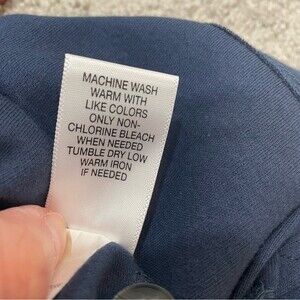 MACHINE WASH
WARM WITH
LIKE COLORS
ONLY NON-
CHLORINE BLEACH
WHEN NEEDED
TUMBLE DRY LOW
WARM IRON
IF NEEDED